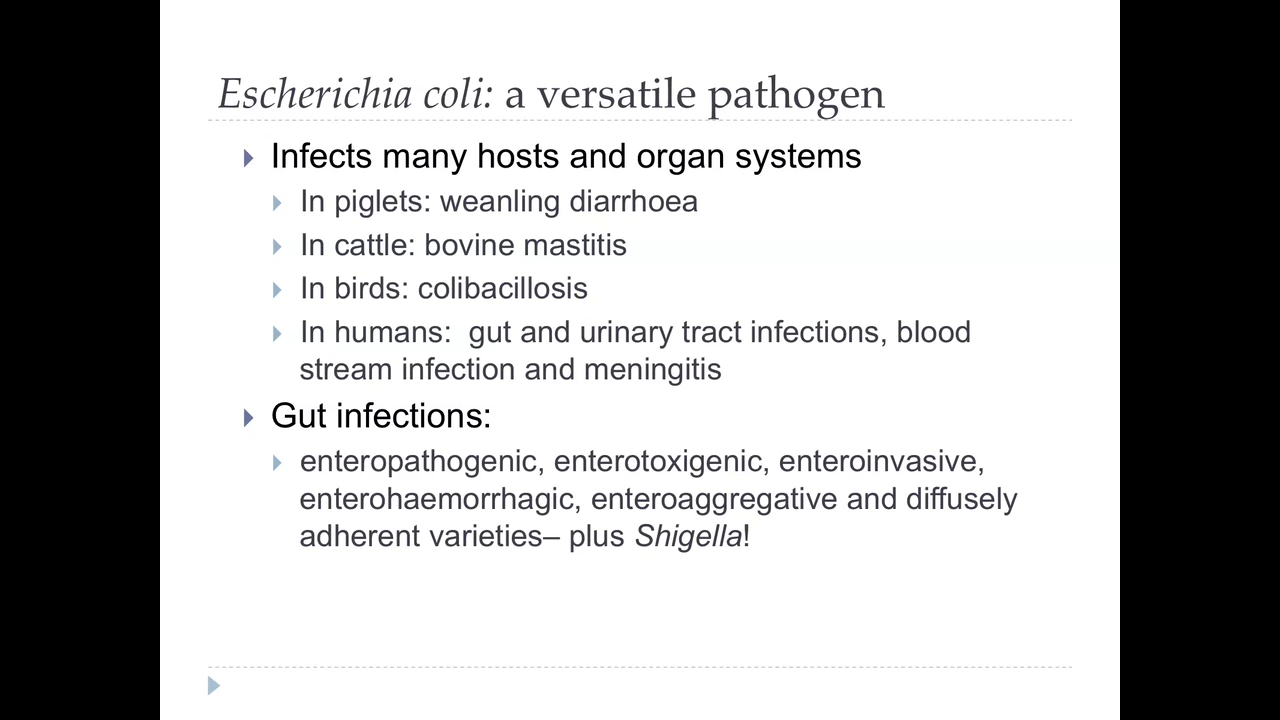 Escherichia coli: a versatile pathogen
Infects many hosts and organ systems
In piglets: weanling diarrhoea
In cattle: bovine mastitis
In birds: colibacillosis
In humans:  gut and urinary tract infections, blood
stream infection and meningitis
Gut infections:
enteropathogenic, enterotoxigenic, enteroinvasive,
enterohaemorrhagic, enteroaggregative and diffusely
adherent varieties– plus Shigella!